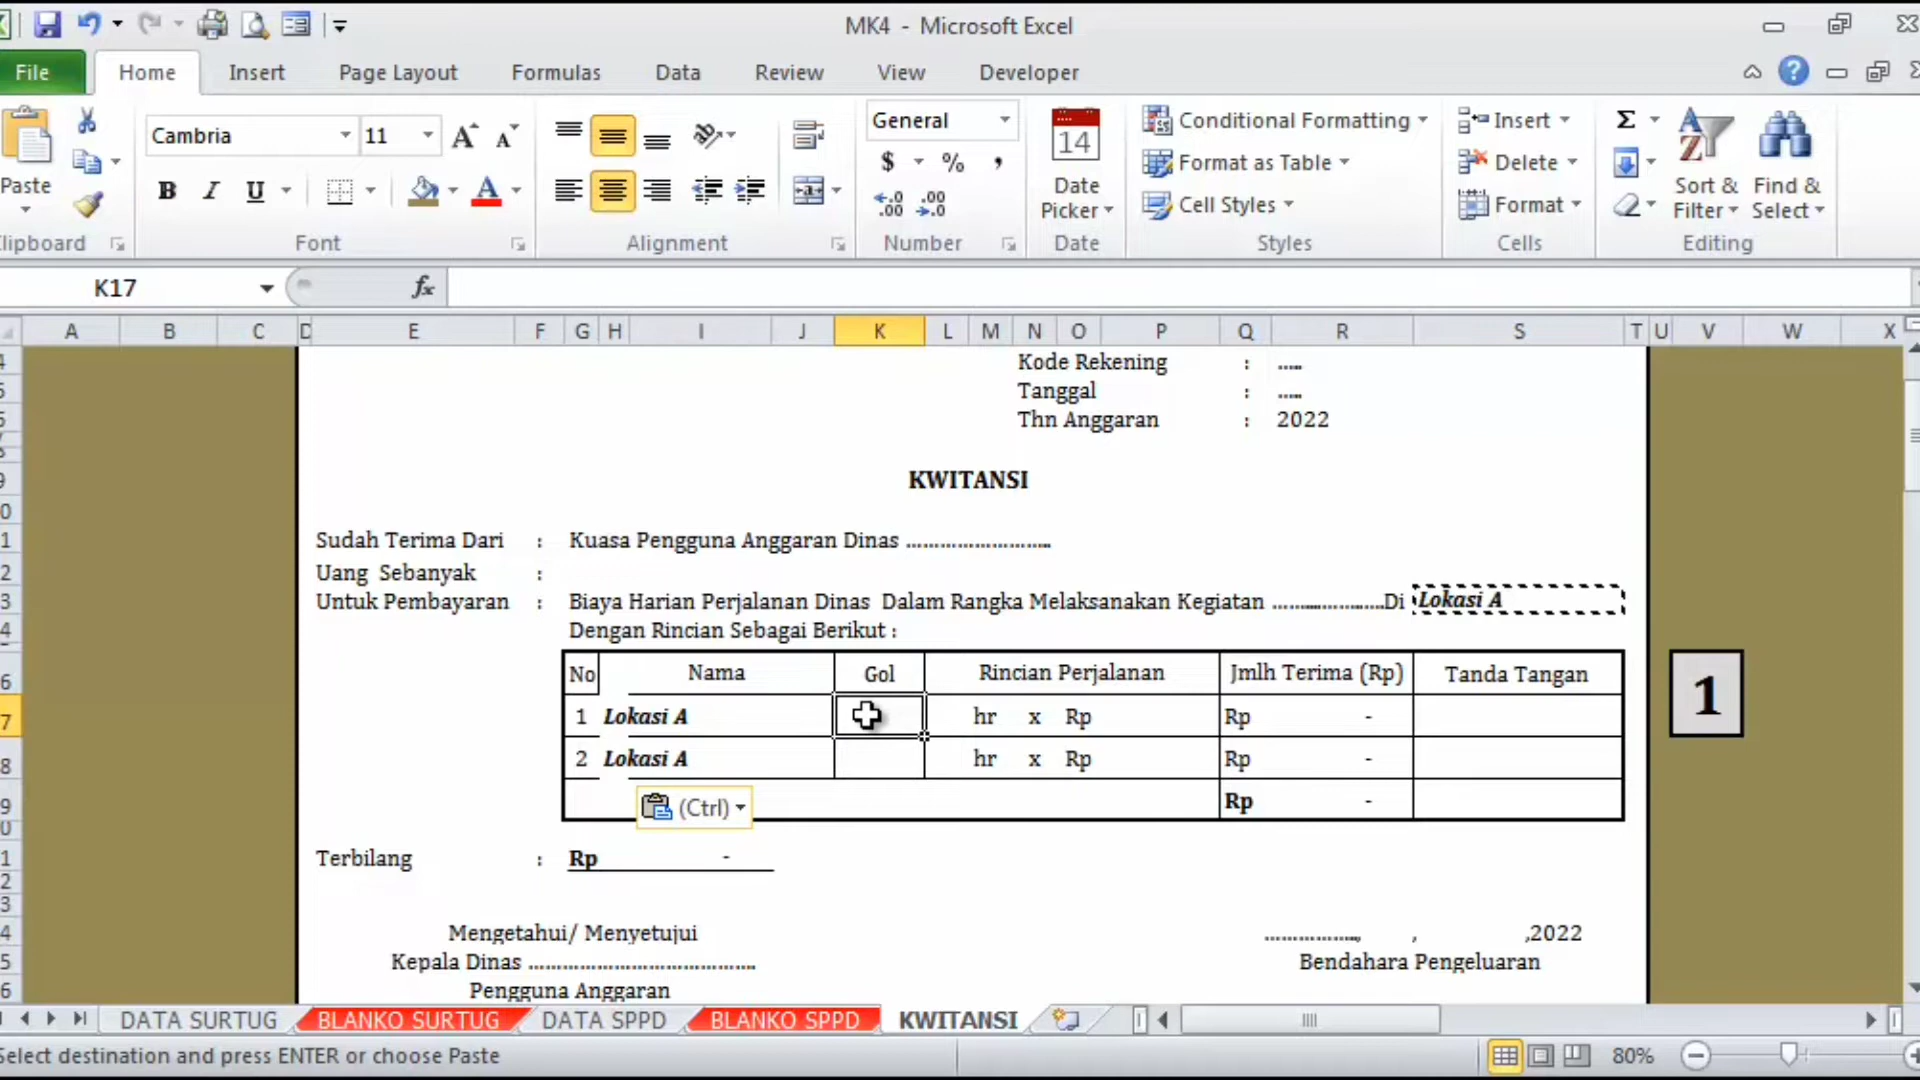 MK4 - Microsoft Excel
File Home Insert Page Layout Formulas Data Review View Developer
Paste
Cambria 11
General
14
Conditional Formatting
Format as Table
Cell Styles
Insert
Delete
Format
Date Picker
Sort & Filter
Find & Select
Font Alignment Number Date Styles Cells Editing
K17 fx
A B C D E F G H I J K L M N O P Q R S T U V W X
Kode Rekening : .....
Tanggal : .....
Thn Anggaran : 2022
KWITANSI
Sudah Terima Dari : Kuasa Pengguna Anggaran Dinas ..........................
Uang Sebanyak :
Untuk Pembayaran : Biaya Harian Perjalanan Dinas Dalam Rangka Melaksanakan Kegiatan ....................Di Lokasi A
Dengan Rincian Sebagai Berikut :
No Nama Gol Rincian Perjalanan Jmlh Terima (Rp) Tanda Tangan
1 Lokasi A hr x Rp Rp -
2 Lokasi A hr x Rp Rp -
Rp -
(Ctrl)
1
Terbilang : Rp -
Mengetahui/ Menyetujui ................., , ,2022
Kepala Dinas ........................................ Bendahara Pengeluaran
Pengguna Anggaran
DATA SURTUG BLANKO SURTUG DATA SPPD BLANKO SPPD KWITANSI
Select destination and press ENTER or choose Paste 80%